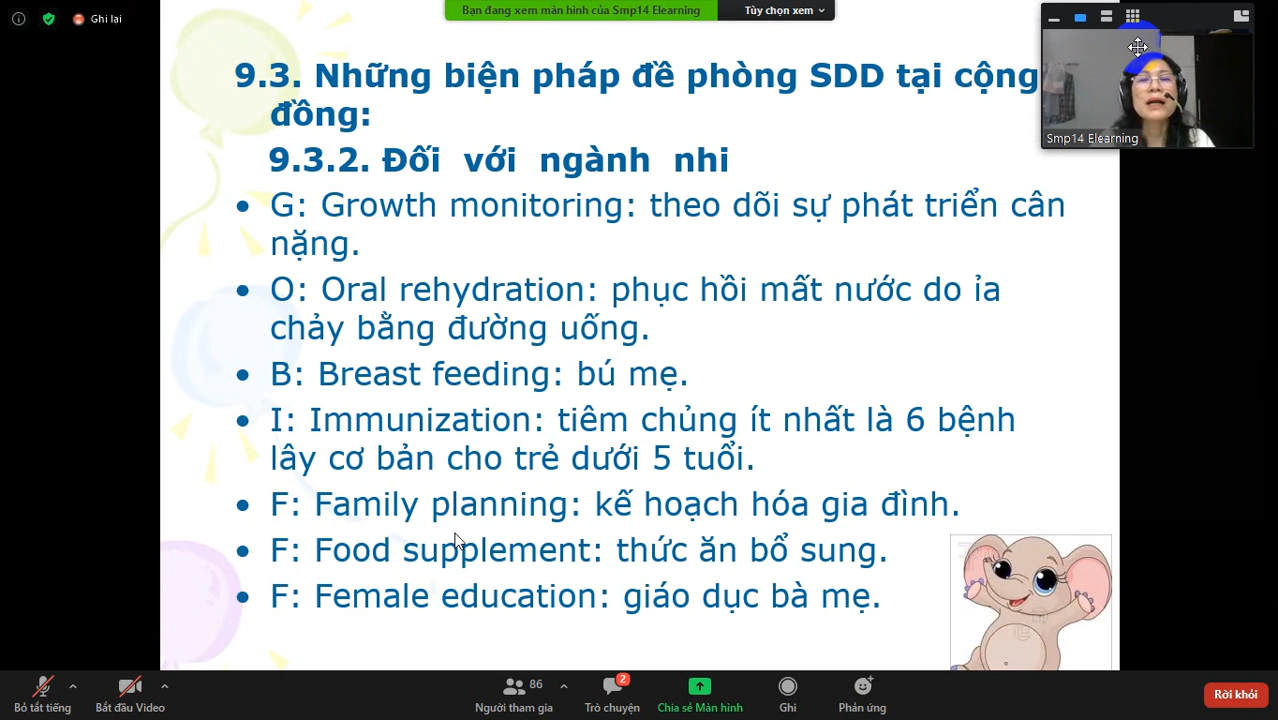 Ghi lại
Bạn đang xem màn hình của Smp14 Elearning
Tùy chọn xem
9.3. Những biện pháp đề phòng SDD tại cộng
đồng:
9.3.2. Đối với ngành nhi
Smp14 Elearning
• G: Growth monitoring: theo dõi sự phát triển cân
nặng.
• O: Oral rehydration: phục hồi mất nước do ỉa
chảy bằng đường uống.
• B: Breast feeding: bú mẹ.
• I: Immunization: tiêm chủng ít nhất là 6 bệnh
lây cơ bản cho trẻ dưới 5 tuổi.
• F: Family planning: kế hoạch hóa gia đình.
• F: Food supplement: thức ăn bổ sung.
• F: Female education: giáo dục bà mẹ.
Bỏ tắt tiếng
Bắt đầu Video
86
Người tham gia
2
Trò chuyện
Chia sẻ Màn hình
Ghi
Phản ứng
Rời khỏi